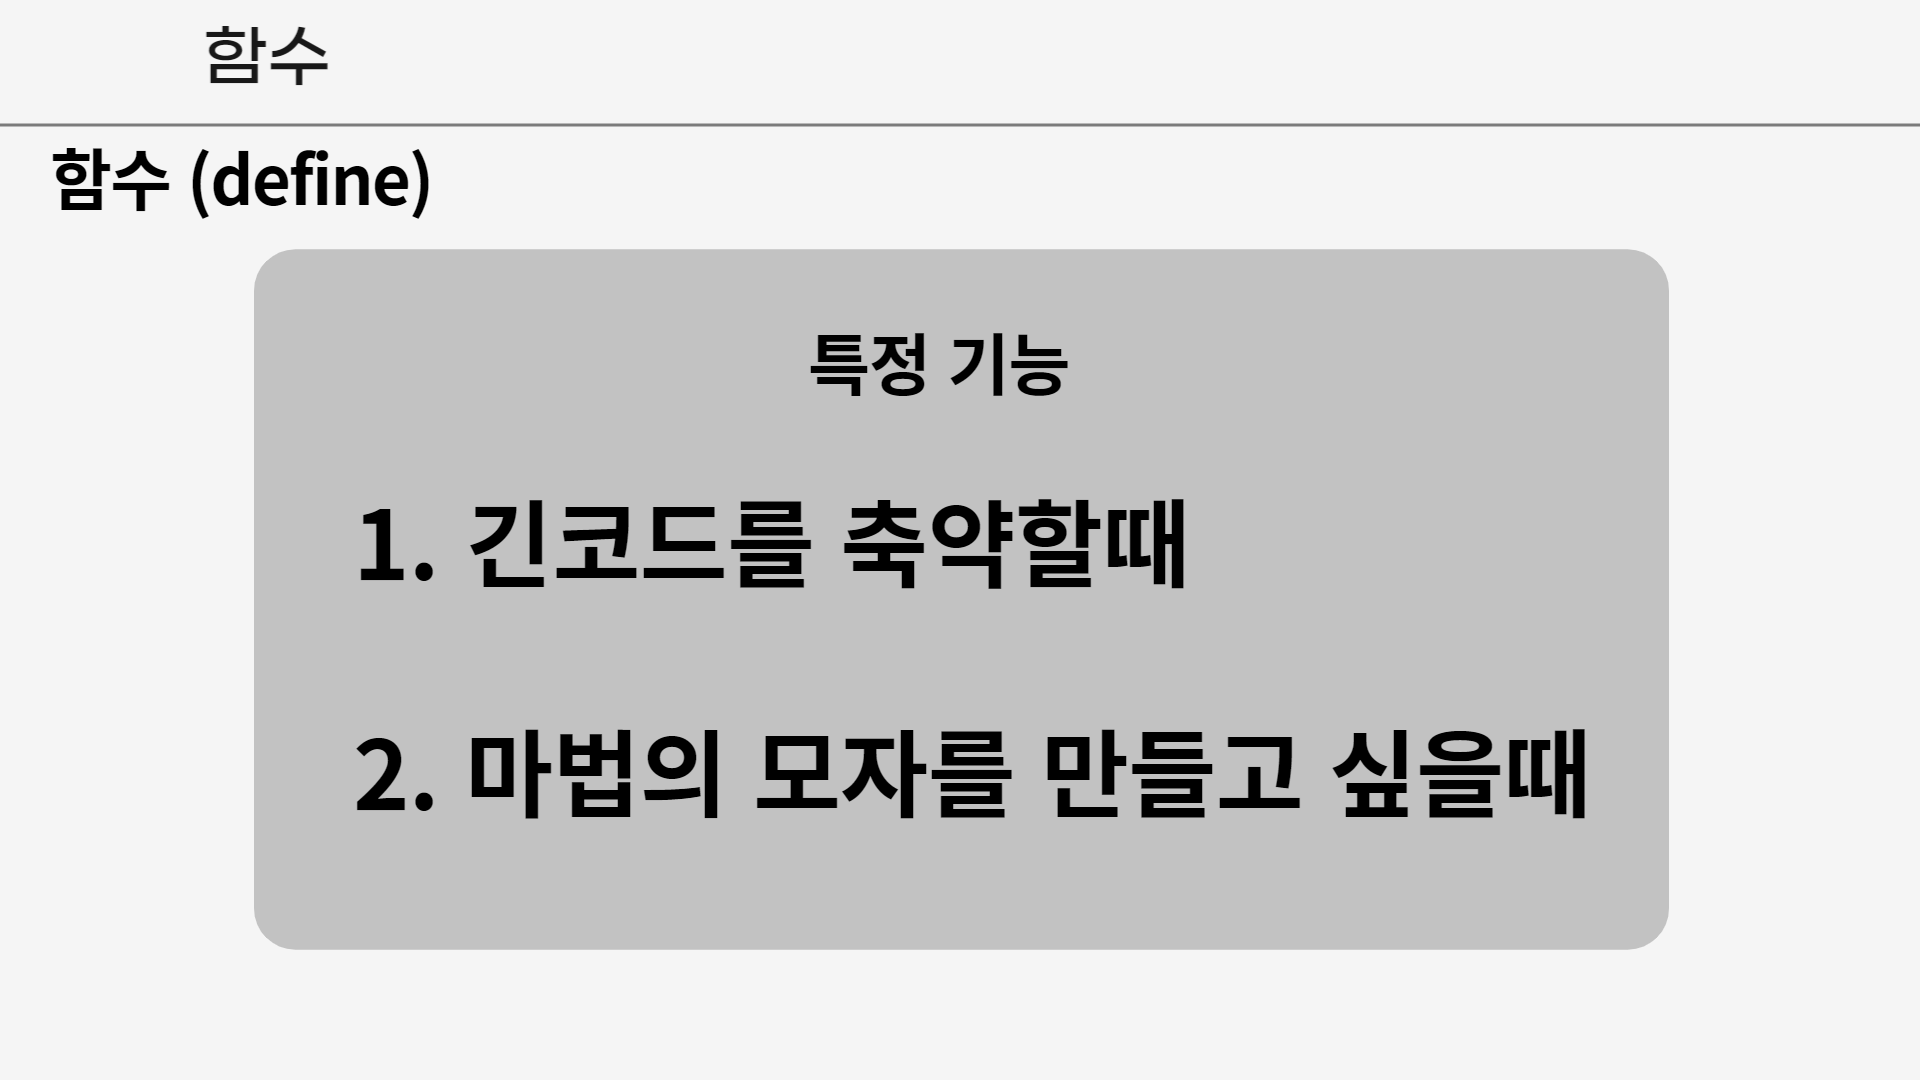 함수
함수 (define)
특정 기능
1. 긴코드를 축약할때
2. 마법의 모자를 만들고 싶을때